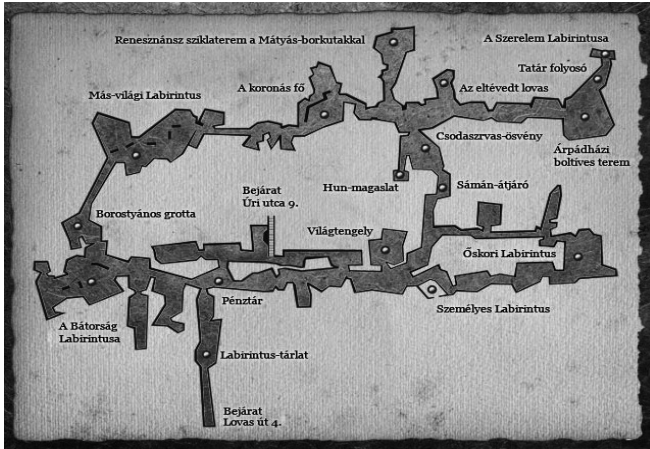 Renesznánsz sziklaterem a Mátyás-borkutakkal
A Szerelem Labirintusa
Tatár folyosó
Az eltévedt lovas
A koronás fő
Más-világi Labirintus
Csodaszrvas-ösvény
Árpádházi
boltíves terem
Hun-magaslat
Sámán-átjáró
Bejárat
Úri utca 9.
Borostyános grotta
Világtengely
Őskori Labirintus
Pénztár
Személyes Labirintus
A Bátorság
Labirintusa
Labirintus-tárlat
Bejárat
Lovas út 4.